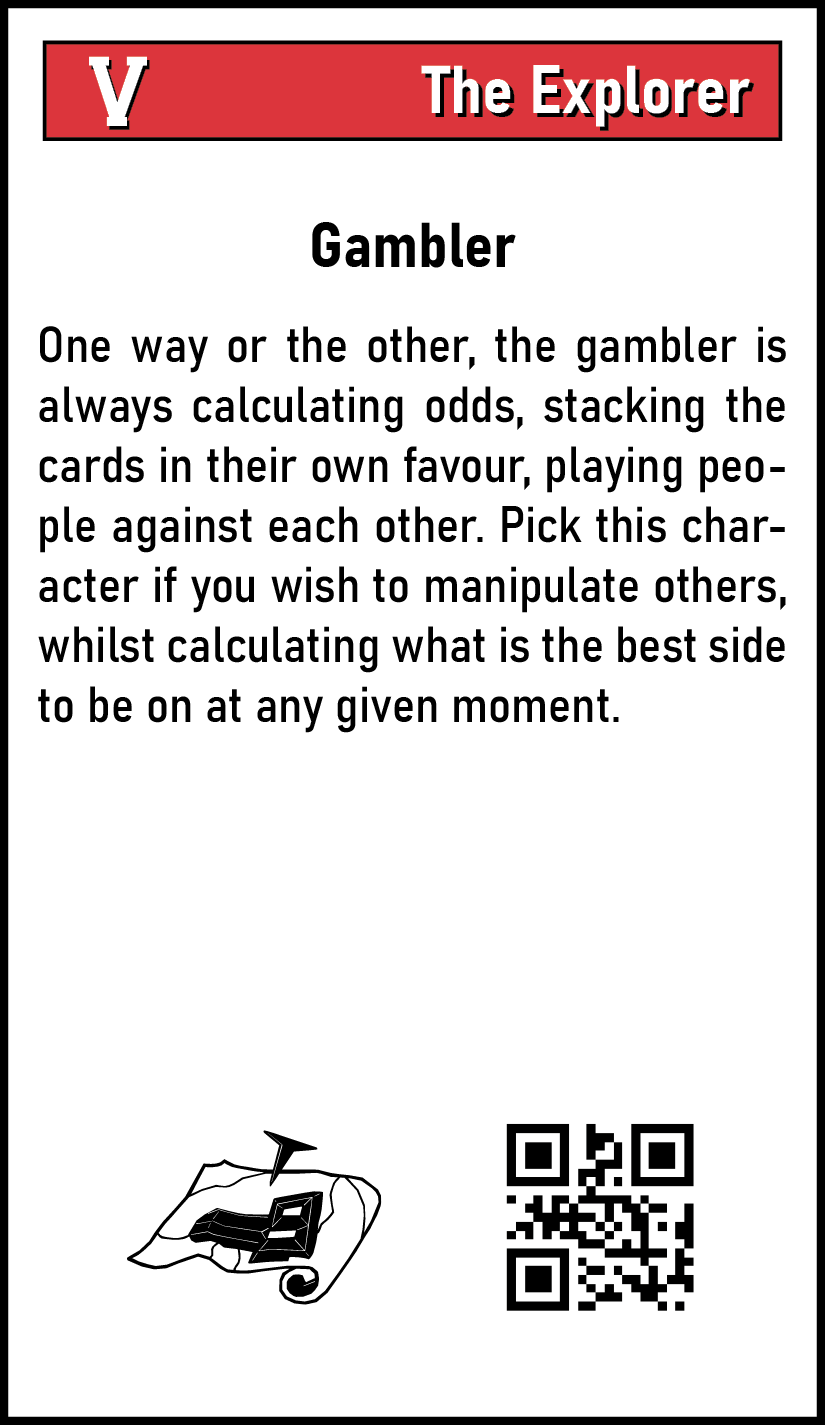 V
The Explorer
Gambler
One way or the other, the gambler is
always calculating odds, stacking the
cards in their own favour, playing peo-
ple against each other. Pick this char-
acter if you wish to manipulate others,
whilst calculating what is the best side
to be on at any given moment.